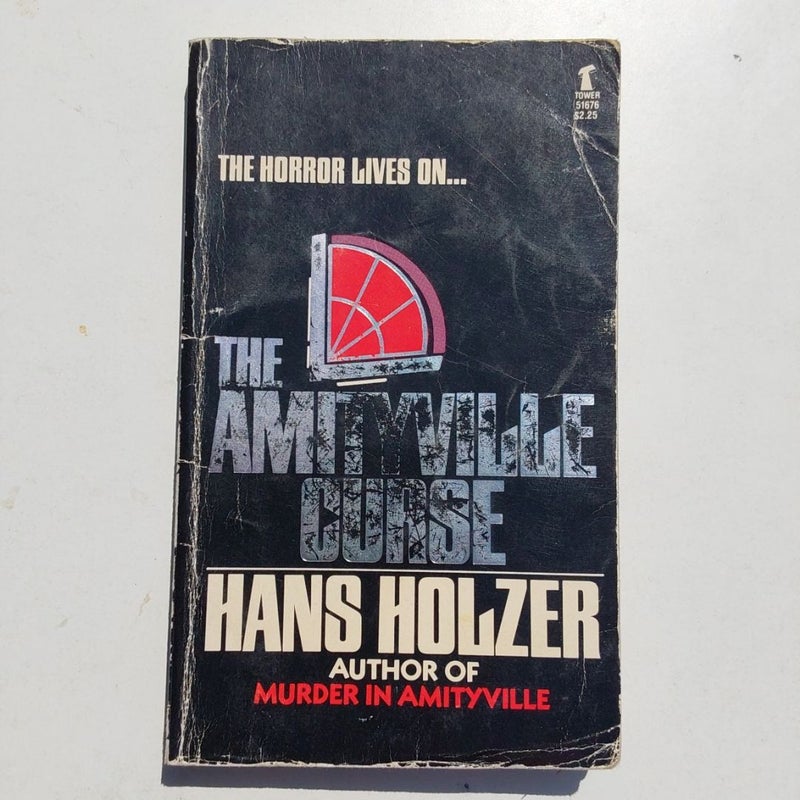 TOWER
51676
$2.25
THE HORROR LIVES ON...
THE
AMITYVILLE
CURSE
HANS HOLZER
AUTHOR OF
MURDER IN AMITYVILLE